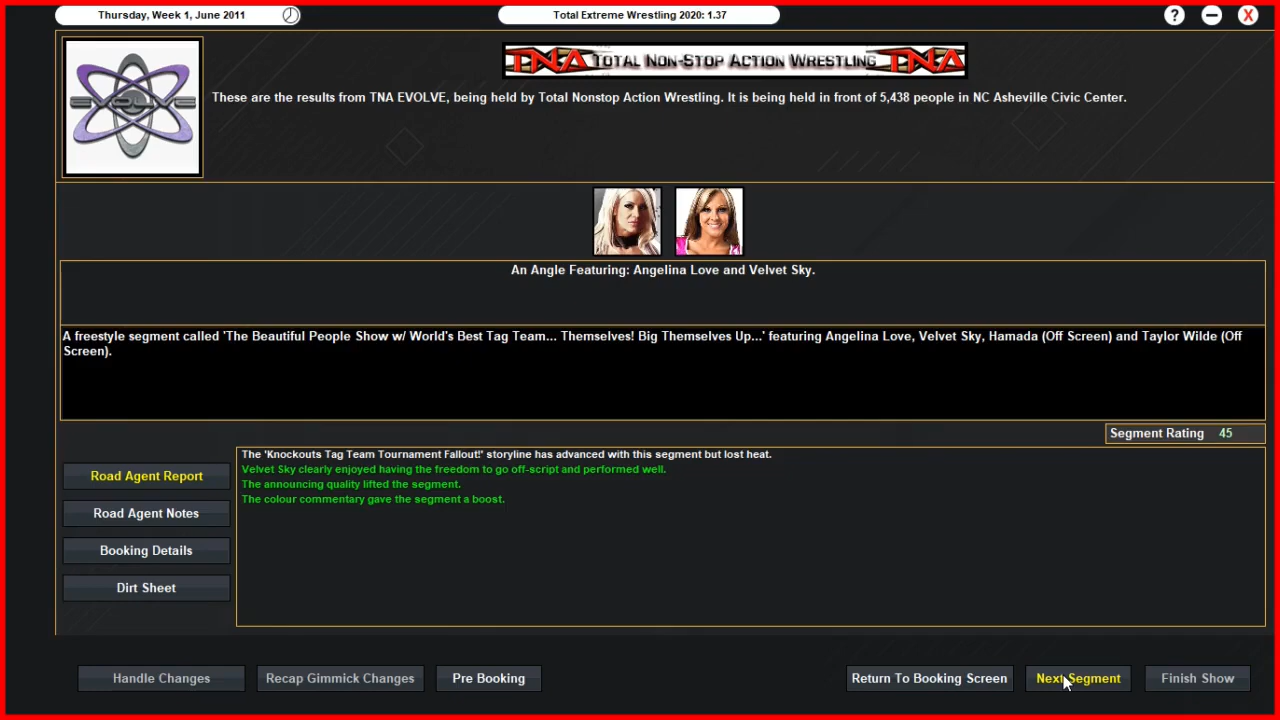 Thursday, Week 1, June 2011
Total Extreme Wrestling 2020: 1.37
?
X
EVOLVE
TNA TOTAL NON-STOP ACTION WRESTLING TNA
These are the results from TNA EVOLVE, being held by Total Nonstop Action Wrestling. It is being held in front of 5,438 people in NC Asheville Civic Center.
An Angle Featuring: Angelina Love and Velvet Sky.
A freestyle segment called 'The Beautiful People Show w/ World's Best Tag Team... Themselves! Big Themselves Up...' featuring Angelina Love, Velvet Sky, Hamada (Off Screen) and Taylor Wilde (Off
Screen).
Segment Rating 45
Road Agent Report
Road Agent Notes
Booking Details
Dirt Sheet
The 'Knockouts Tag Team Tournament Fallout!' storyline has advanced with this segment but lost heat.
Velvet Sky clearly enjoyed having the freedom to go off-script and performed well.
The announcing quality lifted the segment.
The colour commentary gave the segment a boost.
Handle Changes
Recap Gimmick Changes
Pre Booking
Return To Booking Screen
Next Segment
Finish Show